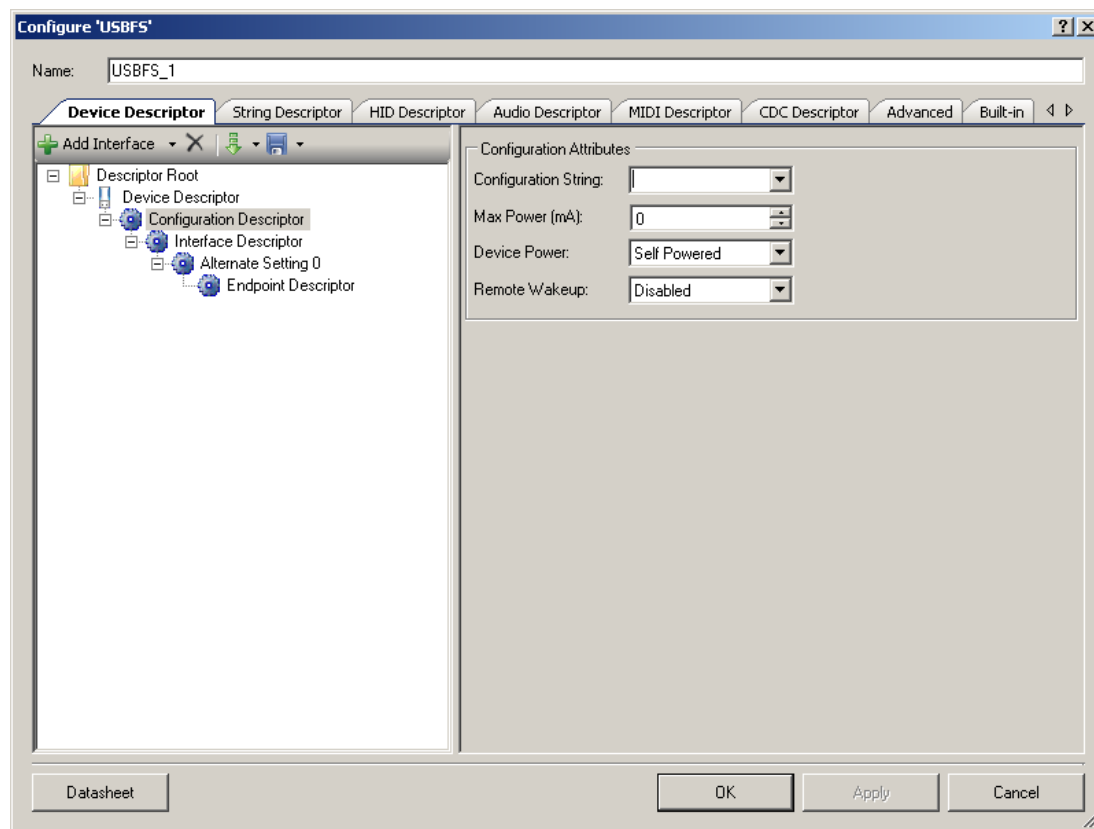 Configure 'USBFS'
Name: USBFS_1
Device Descriptor String Descriptor HID Descriptor Audio Descriptor MIDI Descriptor CDC Descriptor Advanced Built-in
Add Interface
Descriptor Root
Device Descriptor
Configuration Descriptor
Interface Descriptor
Alternate Setting 0
Endpoint Descriptor
Configuration Attributes
Configuration String:
Max Power (mA): 0
Device Power: Self Powered
Remote Wakeup: Disabled
Datasheet OK Apply Cancel